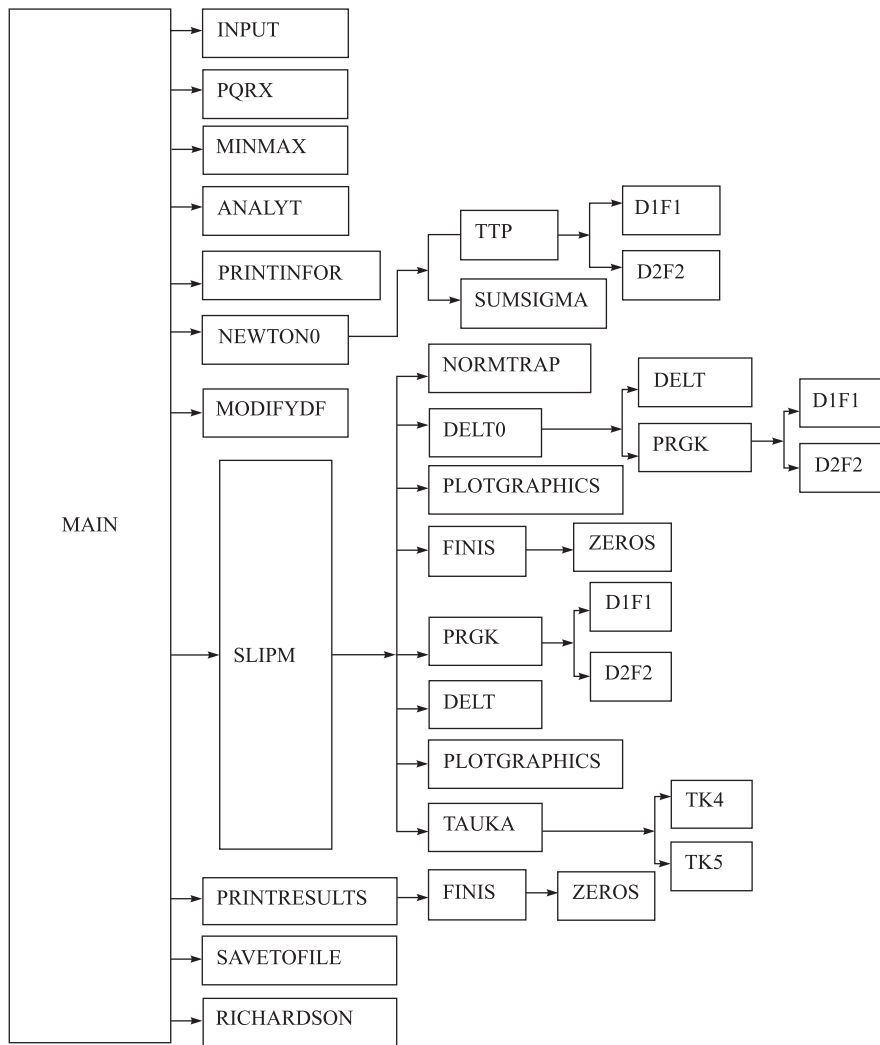 INPUT
PQRX
MINMAX
ANALYT
PRINTINFOR
NEWTON0
TTP
D1F1
D2F2
SUMSIGMA
MODIFYDF
MAIN
SLIPM
NORMTRAP
DELT0
DELT
PRGK
D1F1
D2F2
PLOTGRAPHICS
FINIS
ZEROS
PRGK
D1F1
D2F2
DELT
PLOTGRAPHICS
TAUKA
TK4
TK5
PRINTRESULTS
FINIS
ZEROS
SAVETOFILE
RICHARDSON